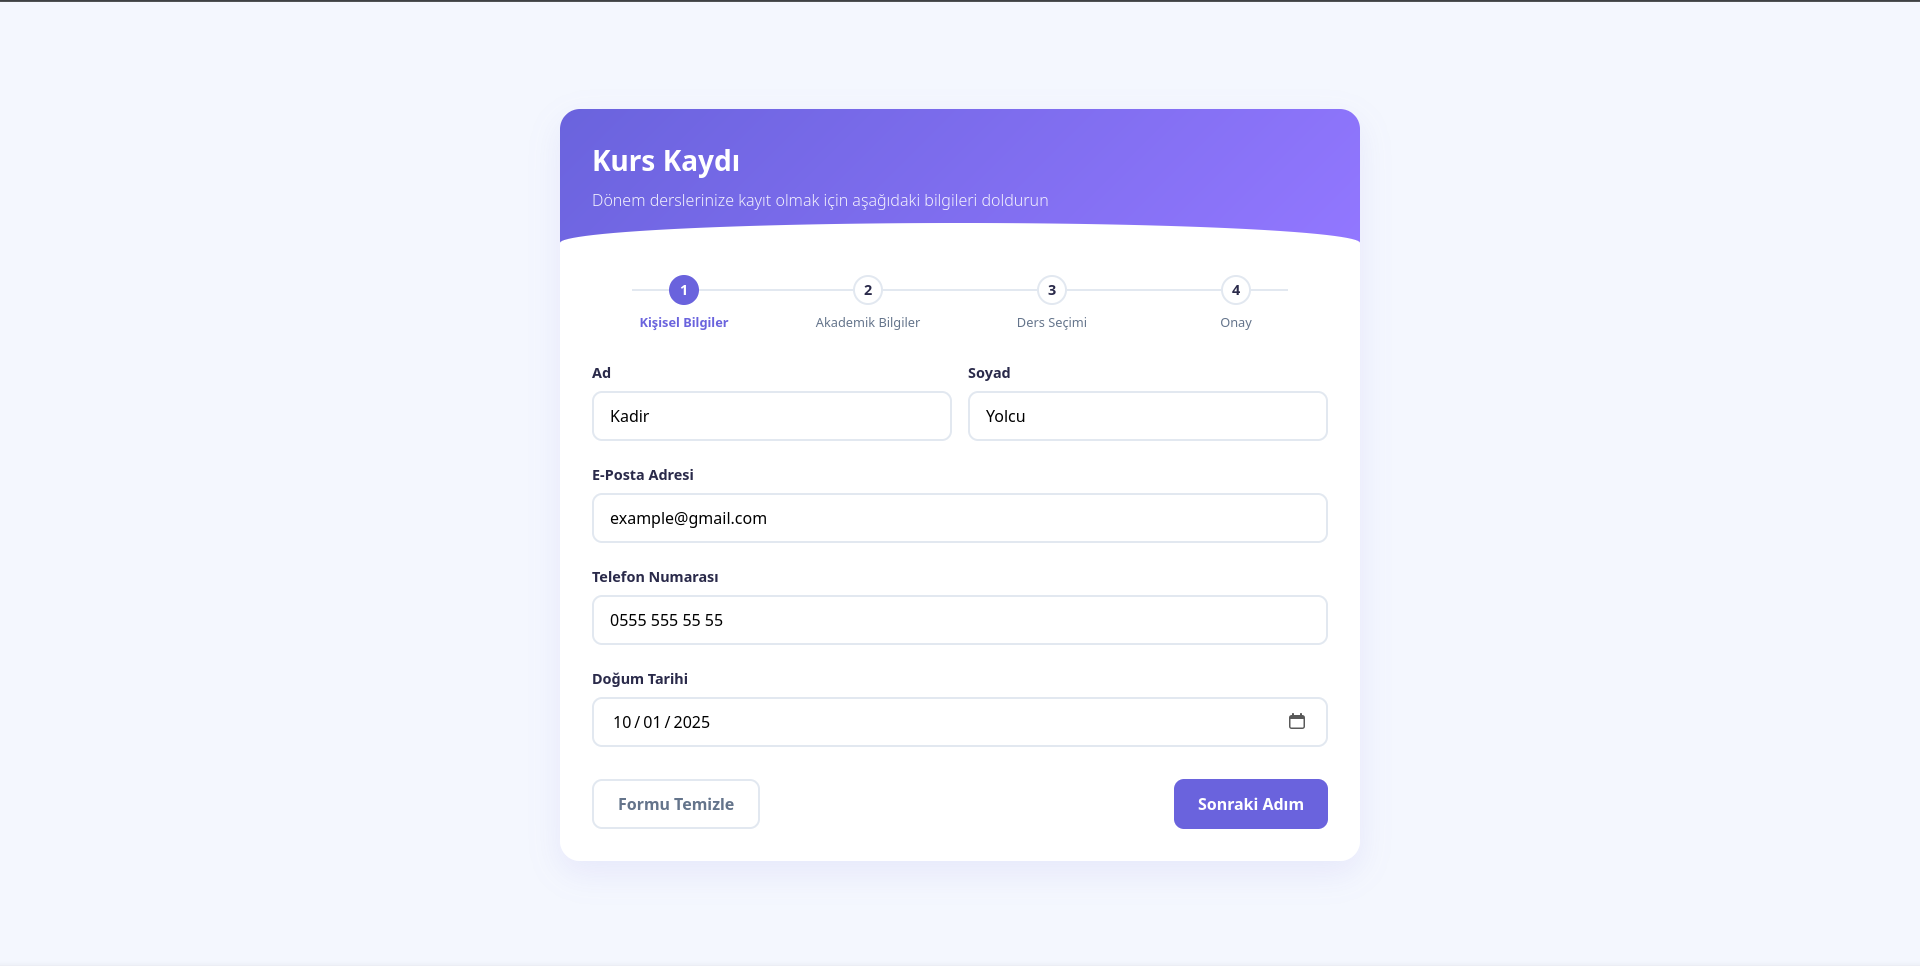 Kurs Kaydı
Dönem derslerinize kayıt olmak için aşağıdaki bilgileri doldurun
1 2 3 4
Kişisel Bilgiler Akademik Bilgiler Ders Seçimi Onay
Ad Soyad
Kadir Yolcu
E-Posta Adresi
example@gmail.com
Telefon Numarası
0555 555 55 55
Doğum Tarihi
10/01/2025
Formu Temizle Sonraki Adım